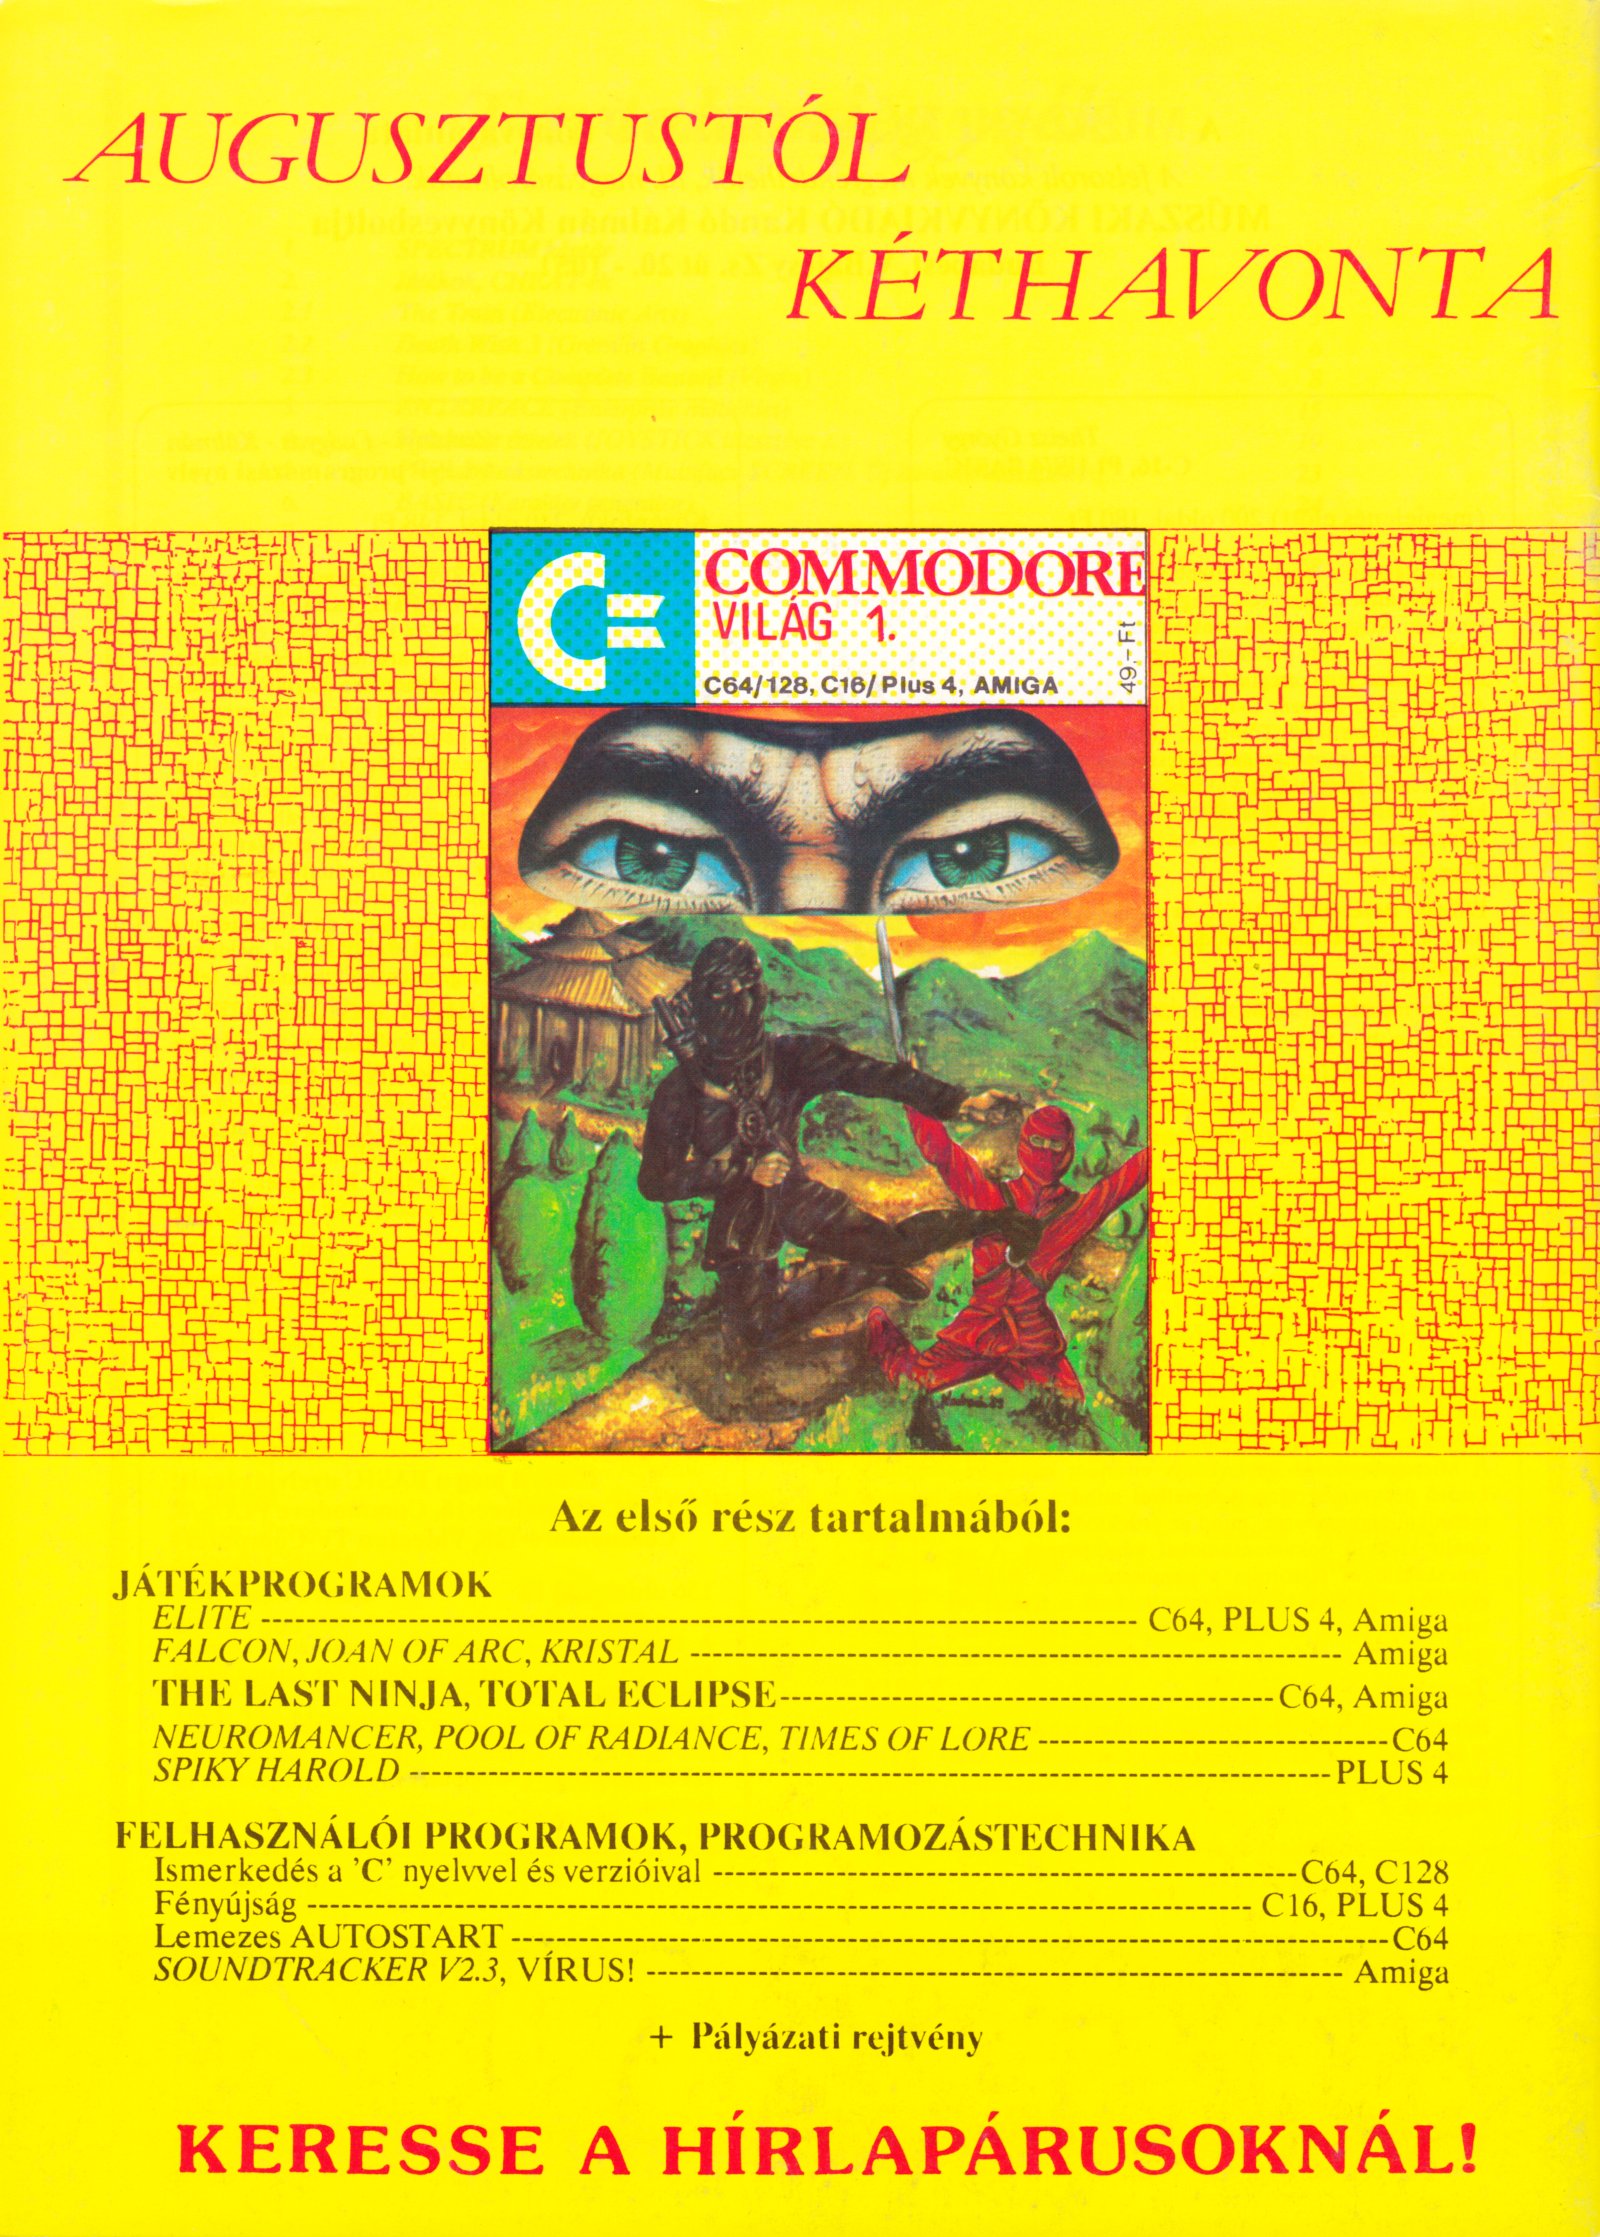 AUGUSZTUSTÓL
KÉTHAVONTA
COMMODORE
VILÁG 1.
49,- Ft
C64/128, C16/Plus 4, AMIGA
Az első rész tartalmából:
JÁTÉKPROGRAMOK
ELITE ---------- C64, PLUS 4, Amiga
FALCON, JOAN OF ARC, KRISTAL ---------- Amiga
THE LAST NINJA, TOTAL ECLIPSE ---------- C64, Amiga
NEUROMANCER, POOL OF RADIANCE, TIMES OF LORE ---------- C64
SPIKY HAROLD ---------- PLUS 4
FELHASZNÁLÓI PROGRAMOK, PROGRAMOZÁSTECHNIKA
Ismerkedés a 'C' nyelvvel és verzióival ---------- C64, C128
Fényújság ---------- C16, PLUS 4
Lemezes AUTOSTART ---------- C64
SOUNDTRACKER V2.3, VÍRUS! ---------- Amiga
+ Pályázati rejtvény
KERESSE A HÍRLAPÁRUSOKNÁL!